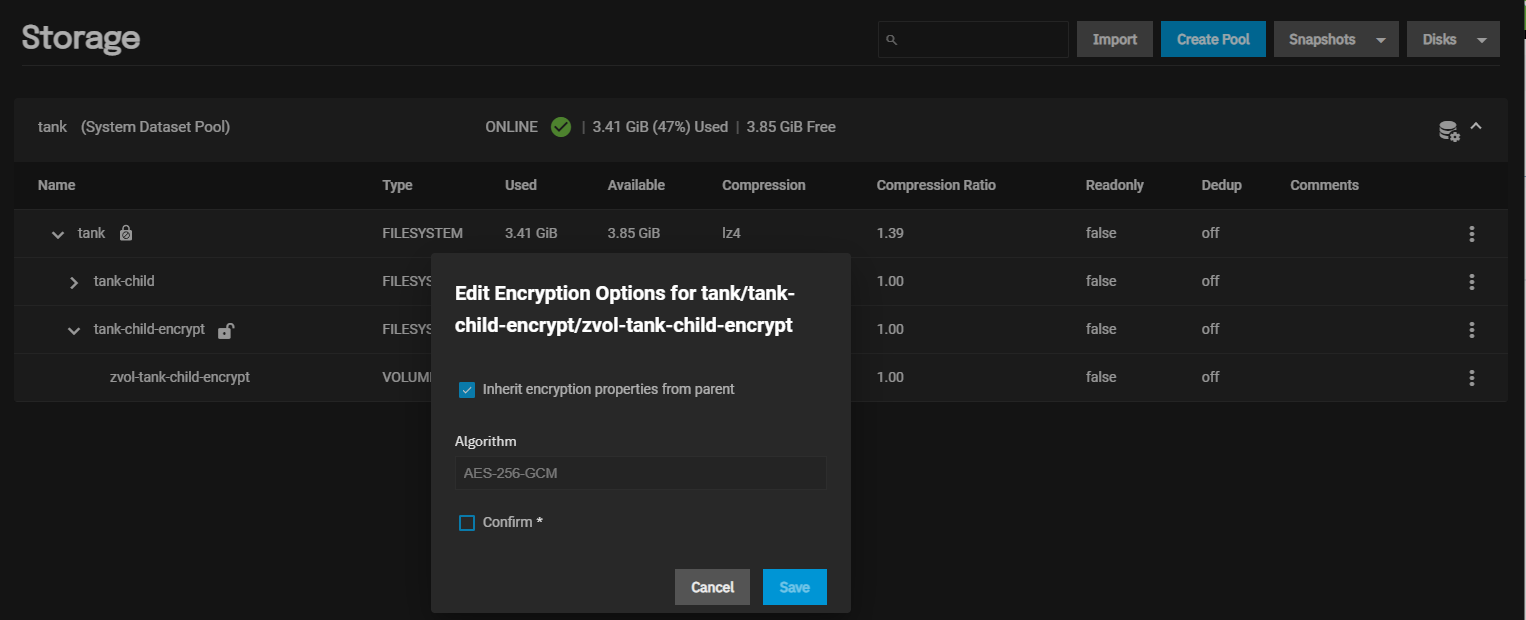 Storage
Import Create Pool Snapshots Disks
tank (System Dataset Pool) ONLINE | 3.41 GiB (47%) Used | 3.85 GiB Free
Name Type Used Available Compression Compression Ratio Readonly Dedup Comments
tank FILESYSTEM 3.41 GiB 3.85 GiB lz4 1.39 false off
tank-child FILESYS 1.00 false off
tank-child-encrypt FILESYS 1.00 false off
zvol-tank-child-encrypt VOLUM 1.00 false off
Edit Encryption Options for tank/tank-
child-encrypt/zvol-tank-child-encrypt
Inherit encryption properties from parent
Algorithm
AES-256-GCM
Confirm *
Cancel Save